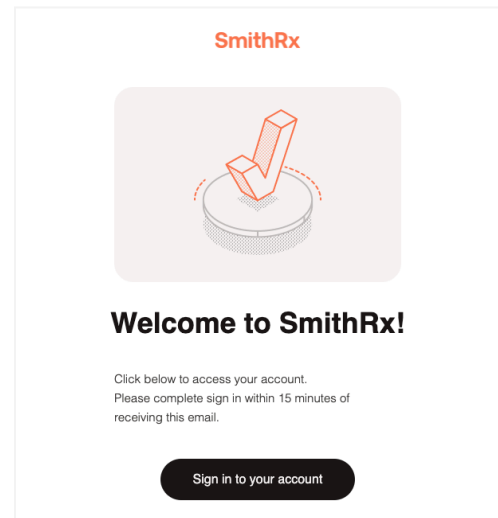 SmithRx
Welcome to SmithRx!
Click below to access your account.
Please complete sign in within 15 minutes of
receiving this email.
Sign in to your account